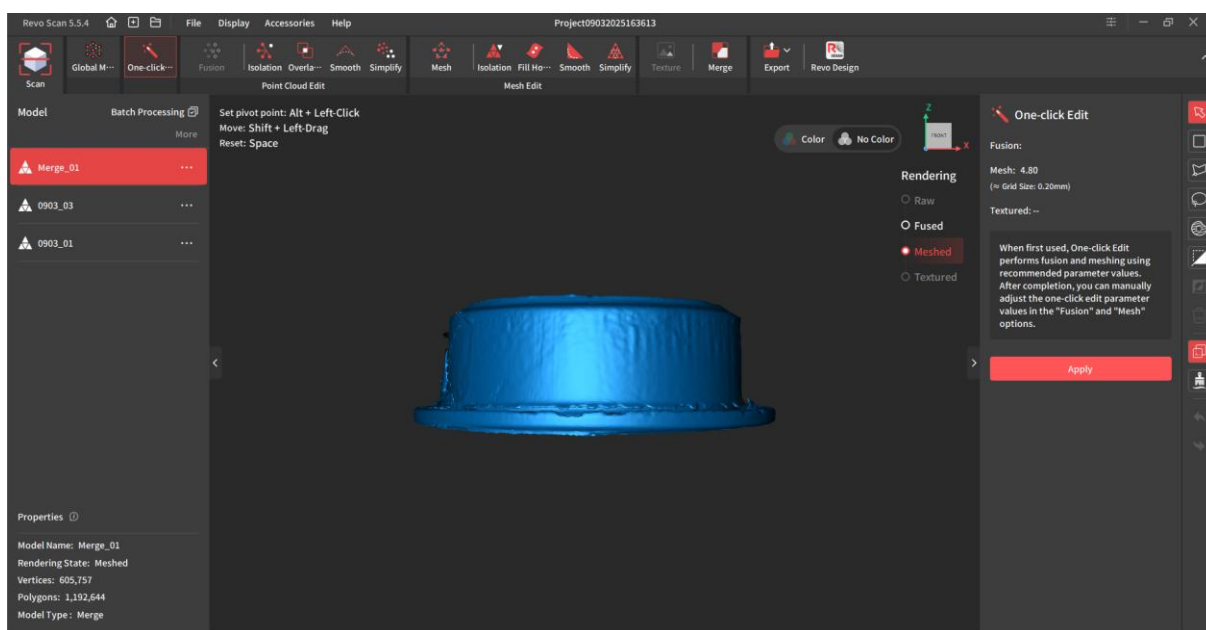 Revo Scan 5.5.4
File Display Accessories Help
Project09032025163613
Scan
Global M···
One-click···
Fusion
Isolation Overla··· Smooth Simplify
Point Cloud Edit
Mesh
Isolation Fill Ho··· Smooth Simplify
Mesh Edit
Texture
Merge
Export
Revo Design
Model
Batch Processing
More
Merge_01 ···
0903_03 ···
0903_01 ···
Properties
Model Name: Merge_01
Rendering State: Meshed
Vertices: 605,757
Polygons: 1,192,644
Model Type : Merge
Set pivot point: Alt + Left-Click
Move: Shift + Left-Drag
Reset: Space
Color
No Color
Z
FRONT
X
Rendering
Raw
Fused
Meshed
Textured
One-click Edit
Fusion:
Mesh: 4.80
(≈ Grid Size: 0.20mm)
Textured: --
When first used, One-click Edit
performs fusion and meshing using
recommended parameter values.
After completion, you can manually
adjust the one-click edit parameter
values in the "Fusion" and "Mesh"
options.
Apply